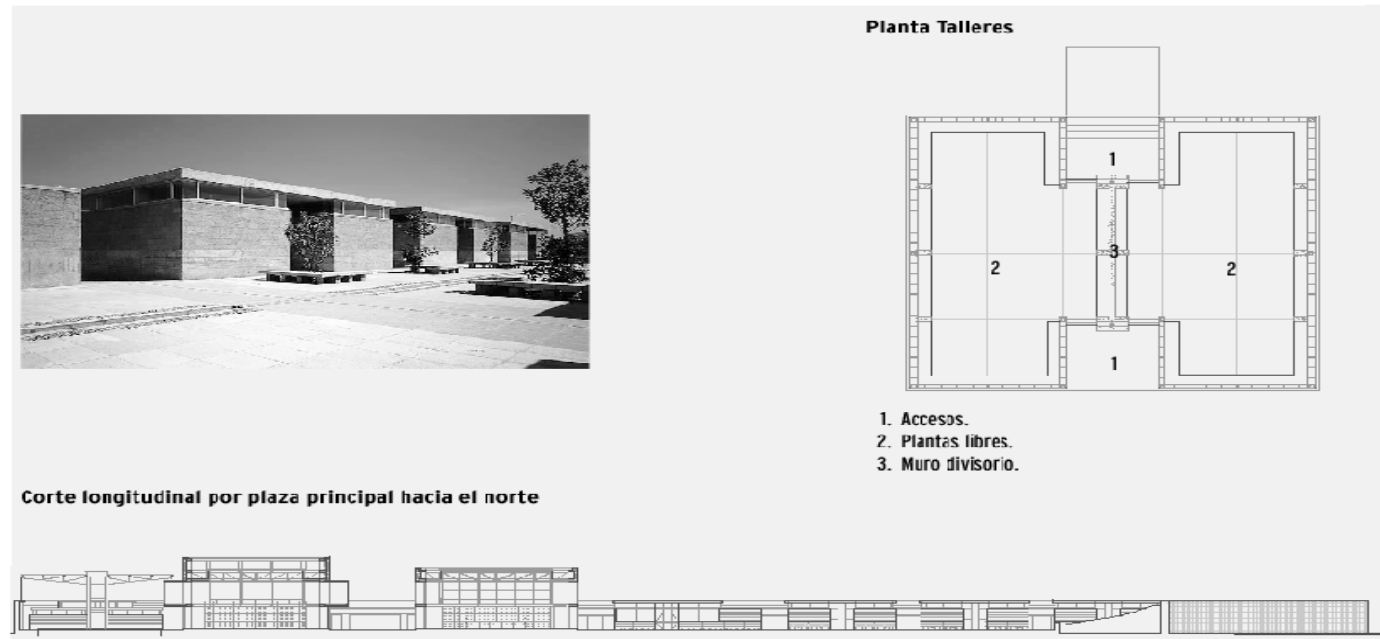 Planta Talleres
1
2
3
2
1
1. Accesos.
2. Plantas libres.
3. Muro divisorio.
Corte longitudinal por plaza principal hacia el norte